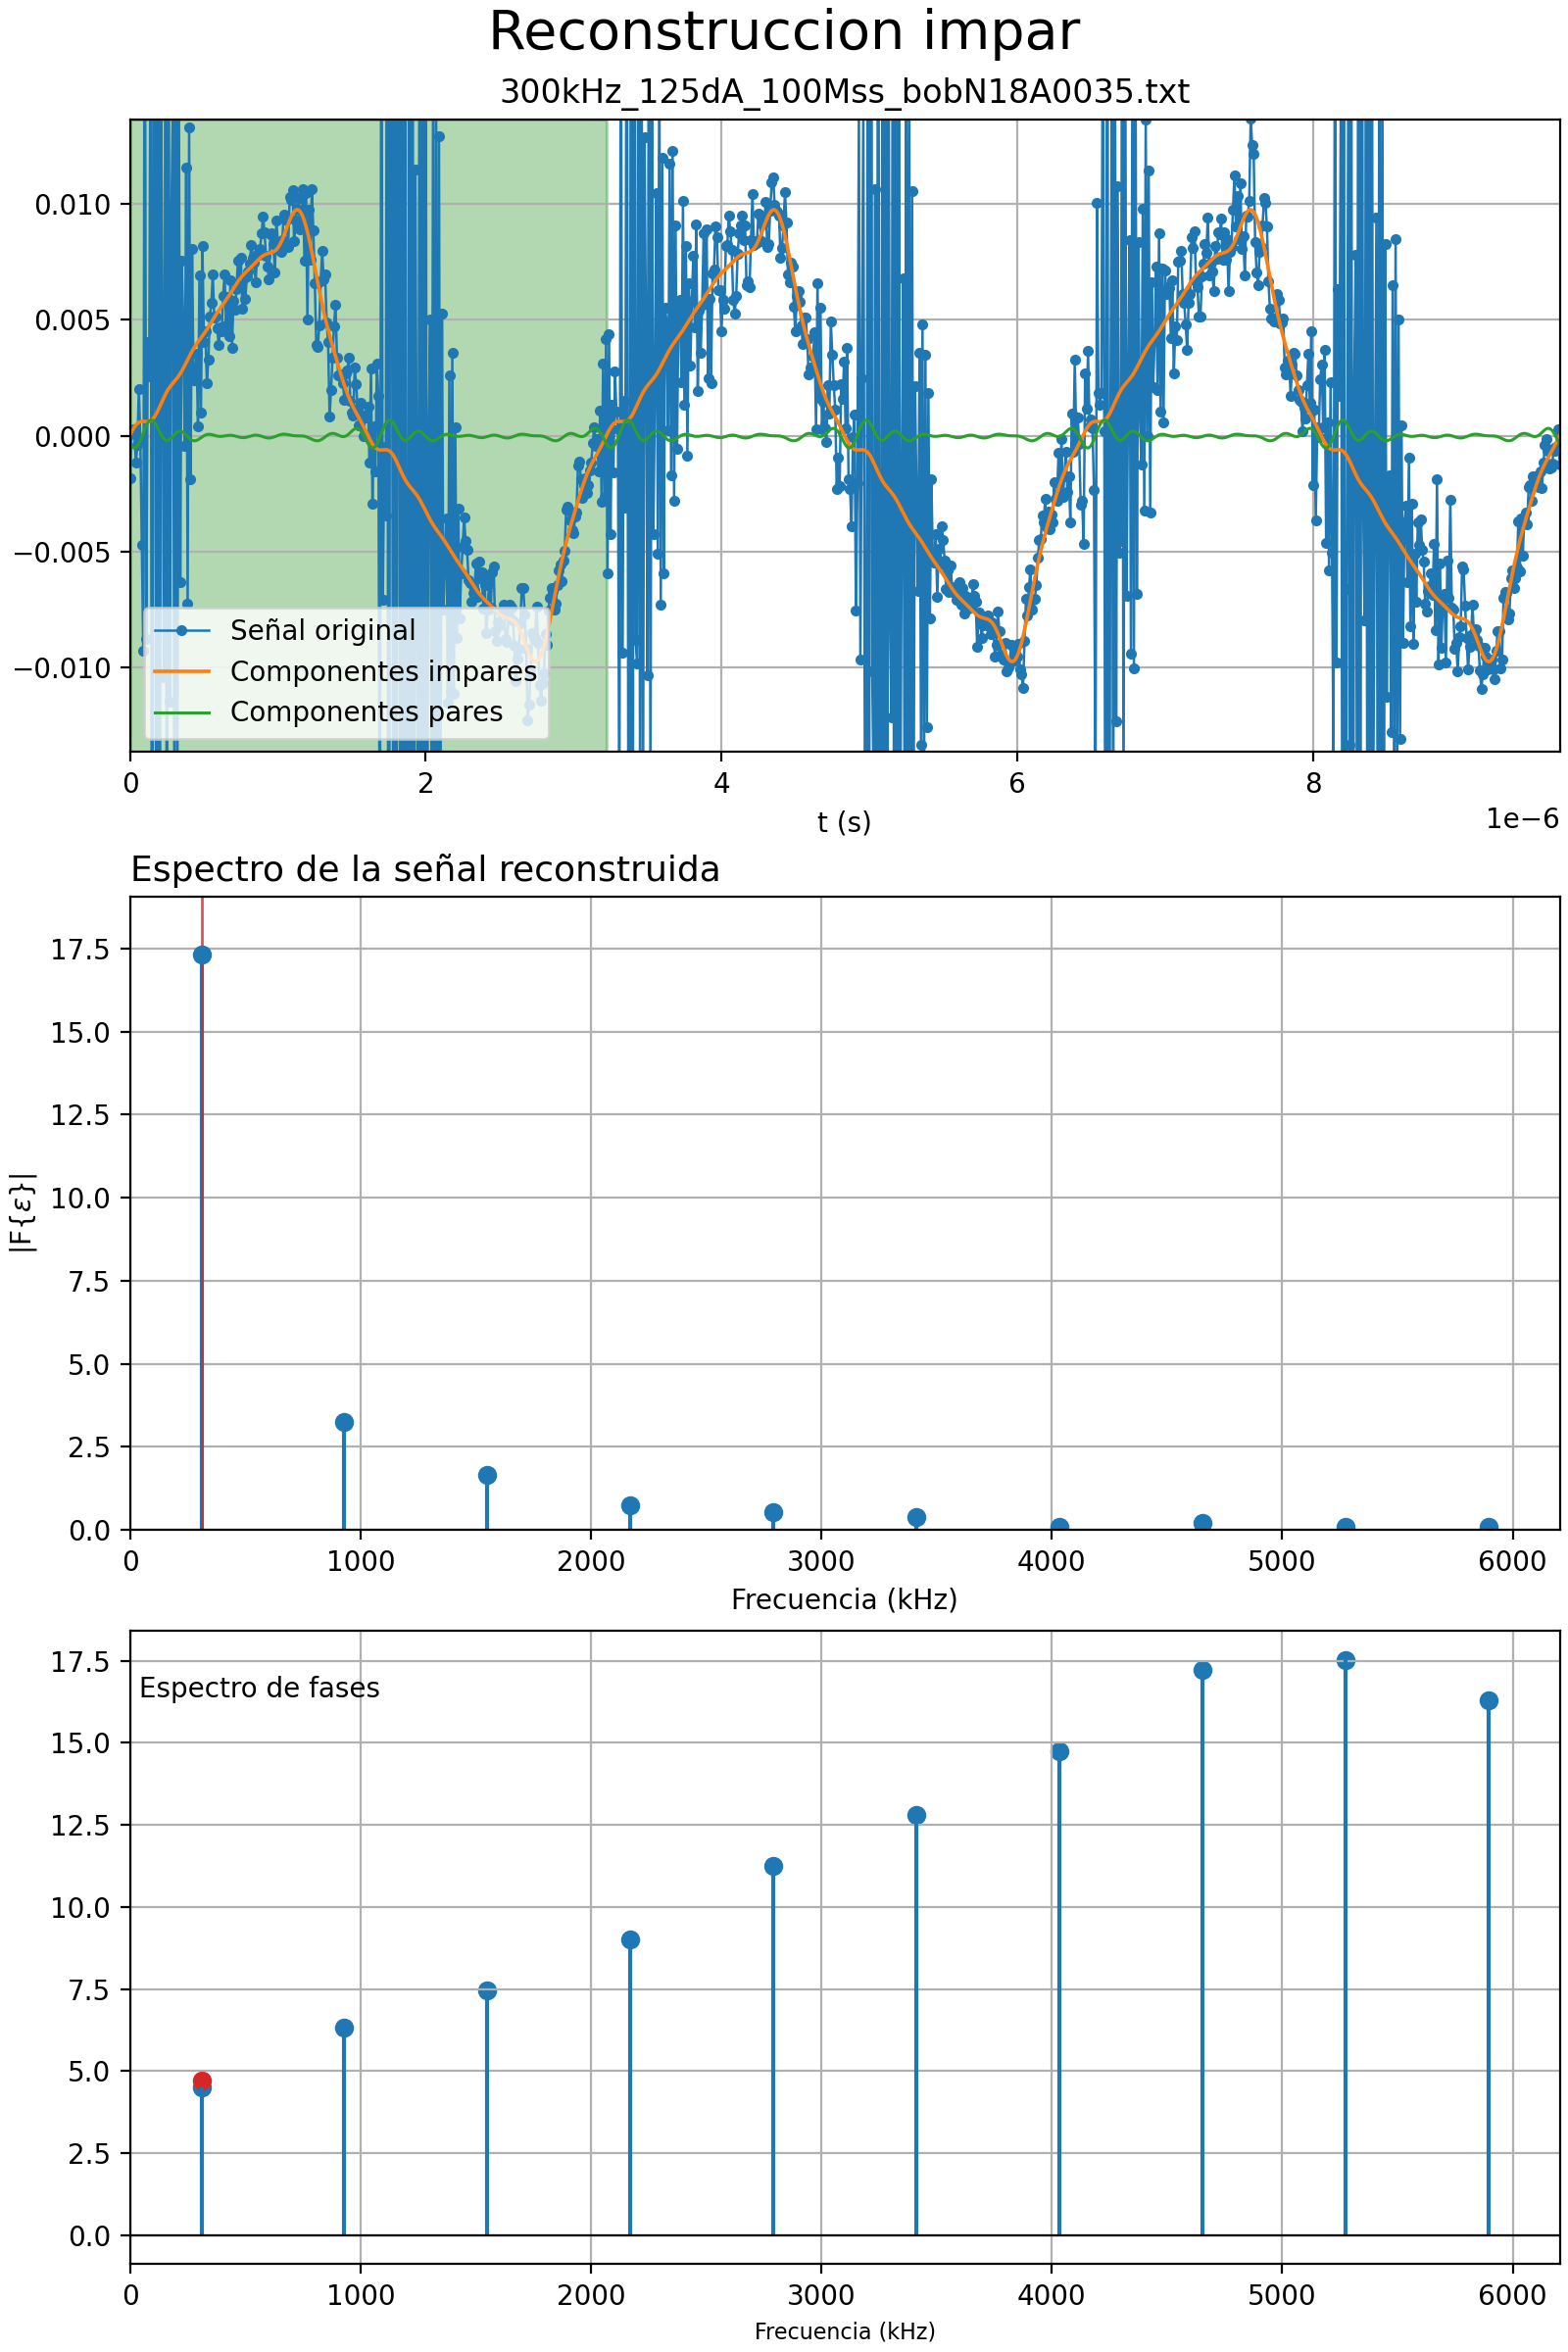 Reconstruccion impar
300kHz_125dA_100Mss_bobN18A0035.txt
0.010
0.005
0.000
−0.005
−0.010
Señal original
Componentes impares
Componentes pares
0 2 4 6 8
1e−6
t (s)
Espectro de la señal reconstruida
17.5
15.0
12.5
10.0
7.5
5.0
2.5
0.0
|F{ε}|
0 1000 2000 3000 4000 5000 6000
Frecuencia (kHz)
Espectro de fases
17.5
15.0
12.5
10.0
7.5
5.0
2.5
0.0
0 1000 2000 3000 4000 5000 6000
Frecuencia (kHz)